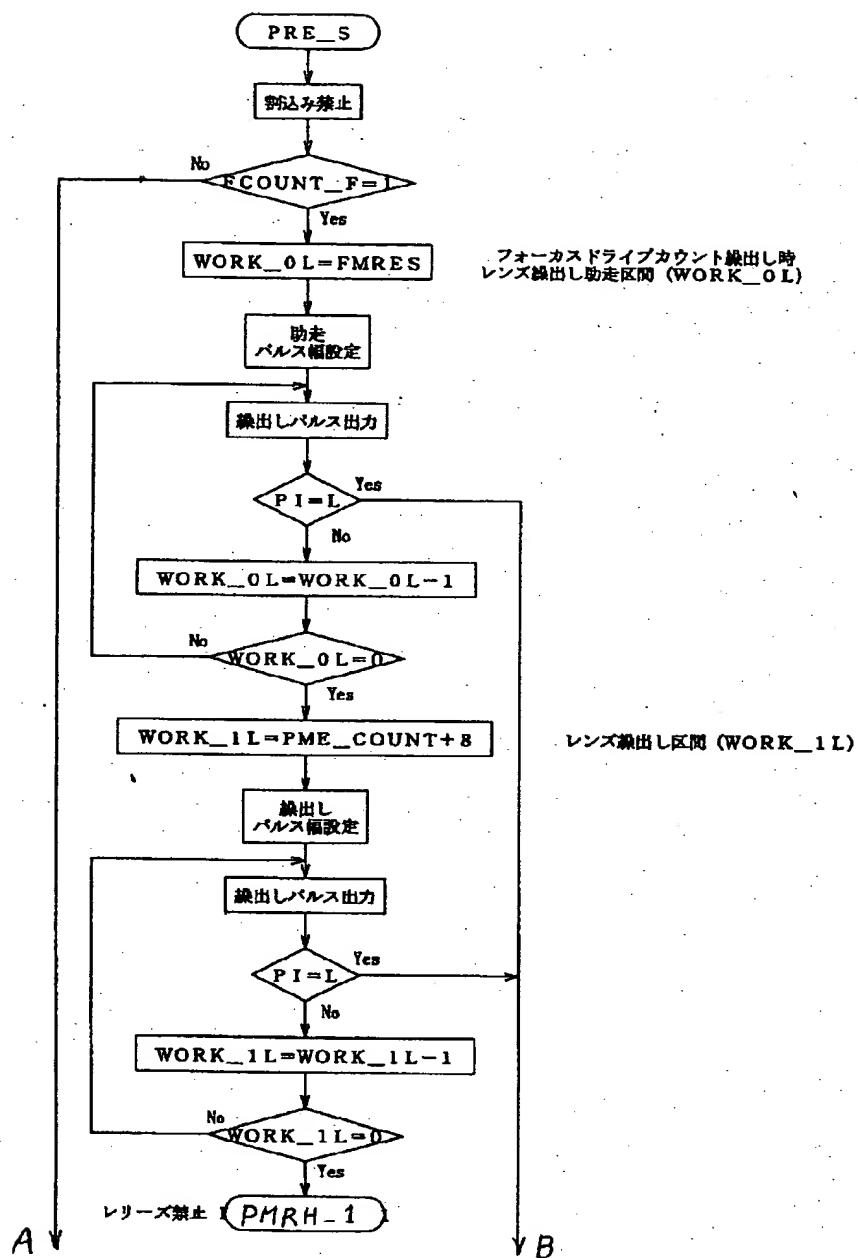 PRE_S
割込み禁止
No
FCOUNT_F=1
Yes
WORK_0L=FMRES
フォーカスドライブカウント繰出し時
レンズ繰出し助走区間 (WORK_0L)
助走
パルス幅設定
繰出しパルス出力
PI=L
Yes
No
WORK_0L=WORK_0L-1
No
WORK_0L=0
Yes
WORK_1L=PME_COUNT+8
レンズ繰出し区間 (WORK_1L)
繰出し
パルス幅設定
繰出しパルス出力
PI=L
Yes
No
WORK_1L=WORK_1L-1
No
WORK_1L=0
Yes
レリーズ禁止
PMRH-1
A
B